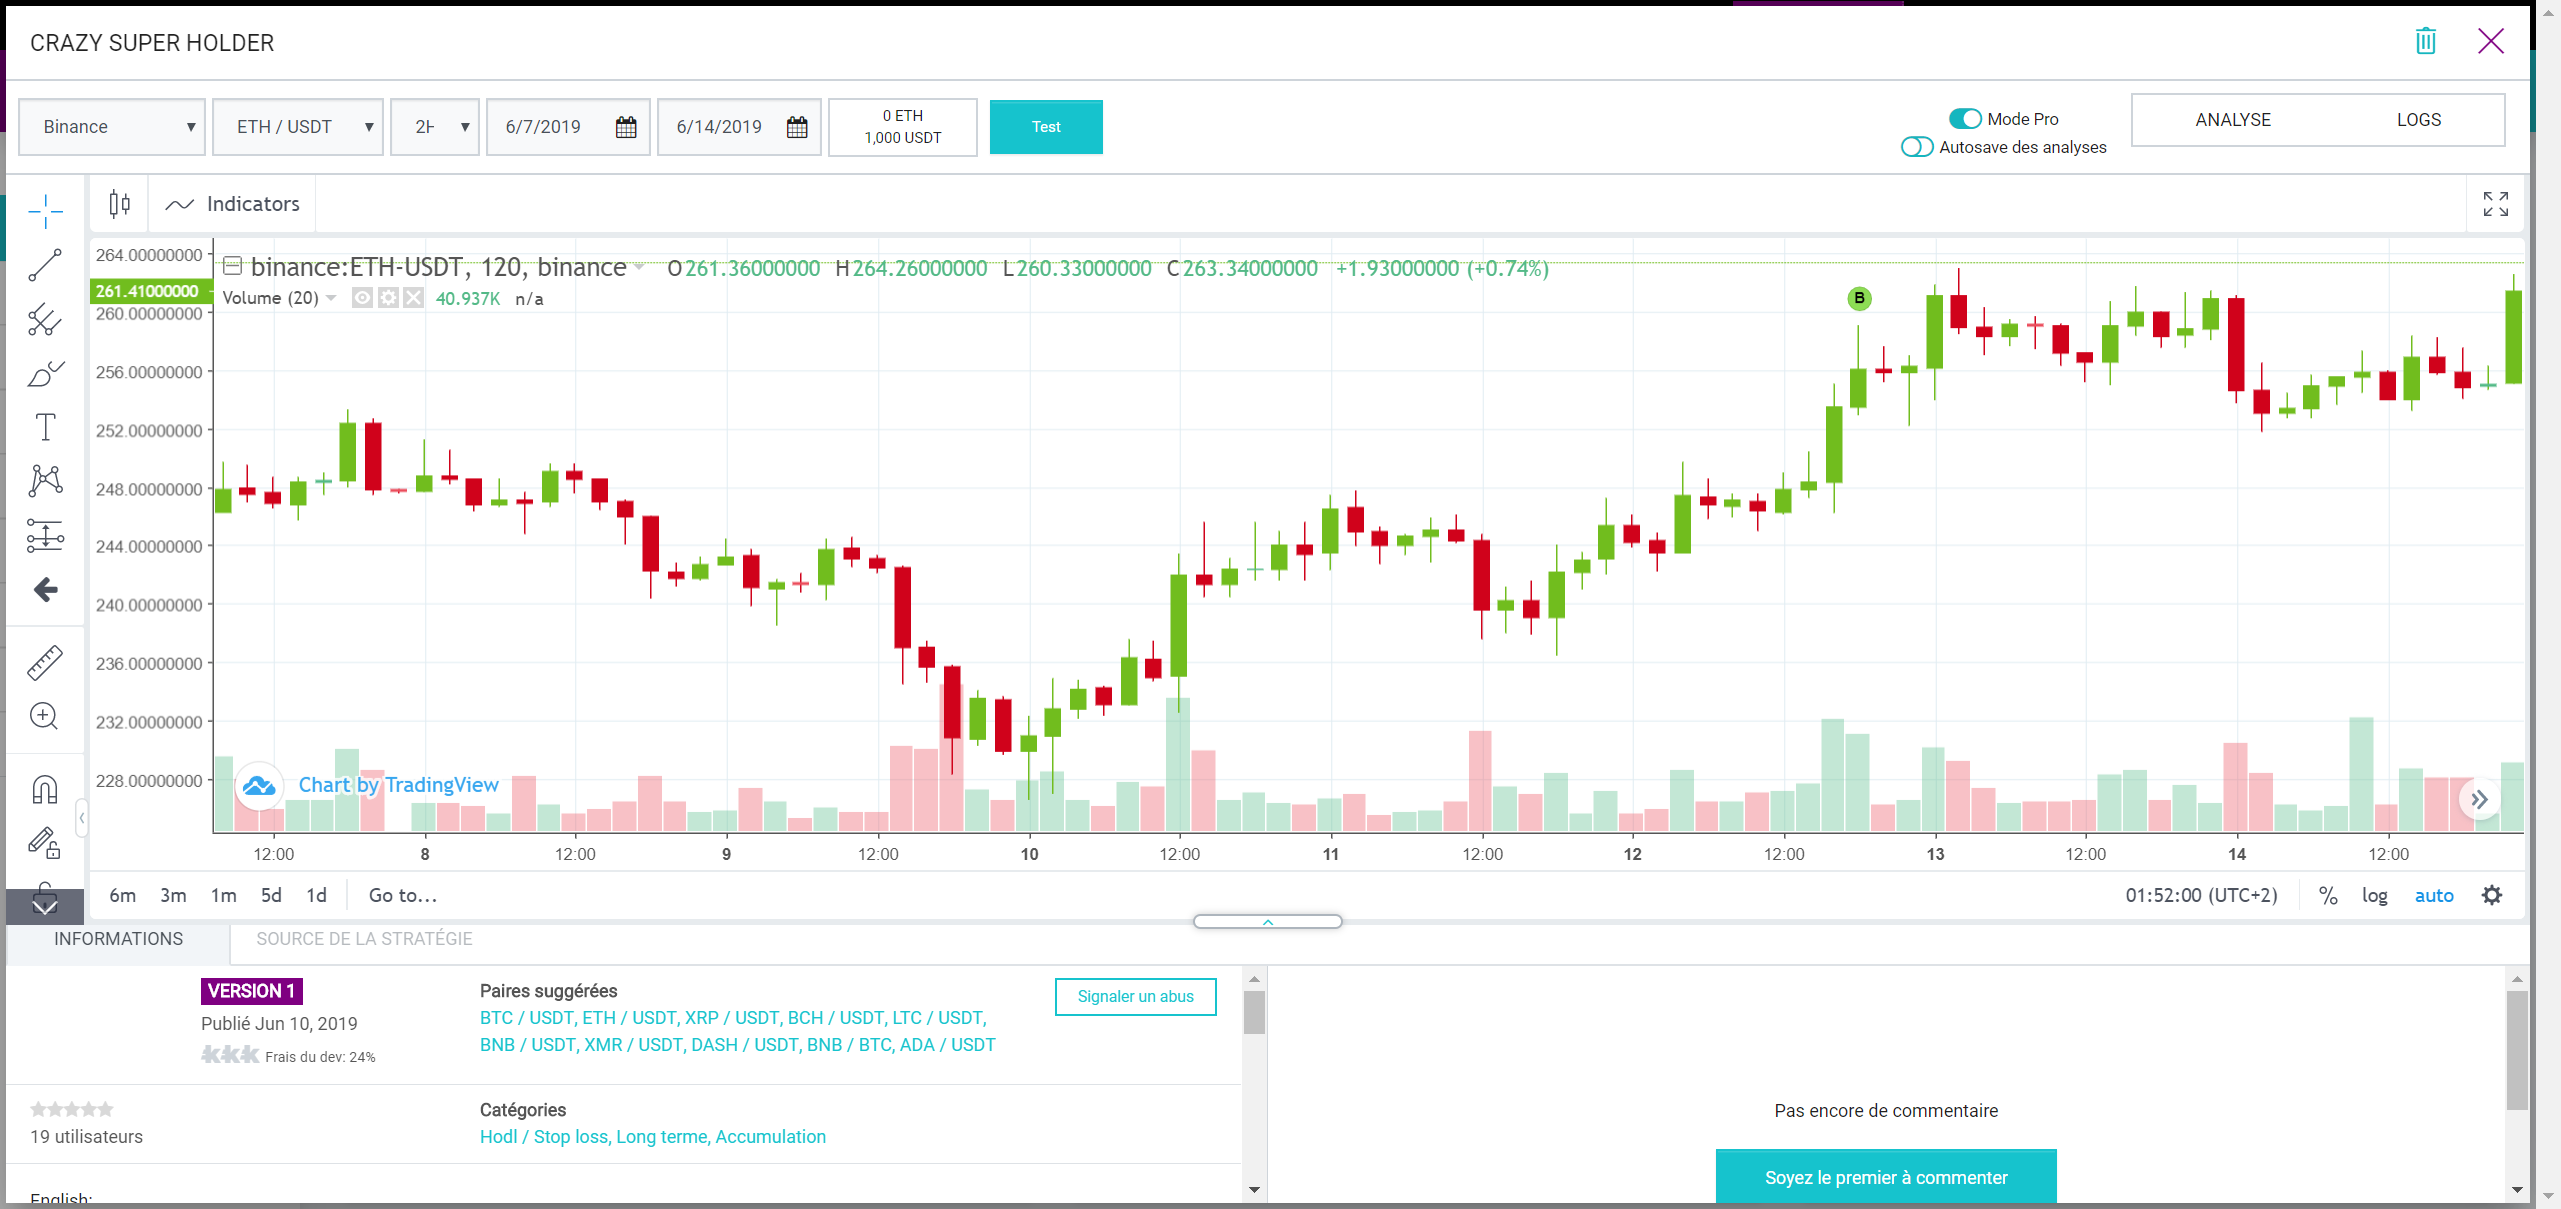 CRAZY SUPER HOLDER
Binance
ETH / USDT
2H
6/7/2019
6/14/2019
0 ETH
1,000 USDT
Test
Mode Pro
Autosave des analyses
ANALYSE
LOGS
Indicators
binance:ETH-USDT, 120, binance O 261.36000000 H 264.26000000 L 260.33000000 C 263.34000000 +1.93000000 (+0.74%)
Volume (20) 40.937K n/a
264.00000000
261.41000000
260.00000000
256.00000000
252.00000000
248.00000000
244.00000000
240.00000000
236.00000000
232.00000000
228.00000000
B
Chart by TradingView
12:00 8 12:00 9 12:00 10 12:00 11 12:00 12 12:00 13 12:00 14 12:00
6m 3m 1m 5d 1d Go to...
01:52:00 (UTC+2) % log auto
INFORMATIONS
SOURCE DE LA STRATÉGIE
VERSION 1
Publié Jun 10, 2019
Frais du dev: 24%
Paires suggérées
BTC / USDT, ETH / USDT, XRP / USDT, BCH / USDT, LTC / USDT,
BNB / USDT, XMR / USDT, DASH / USDT, BNB / BTC, ADA / USDT
Signaler un abus
19 utilisateurs
Catégories
Hodl / Stop loss, Long terme, Accumulation
English:
Pas encore de commentaire
Soyez le premier à commenter